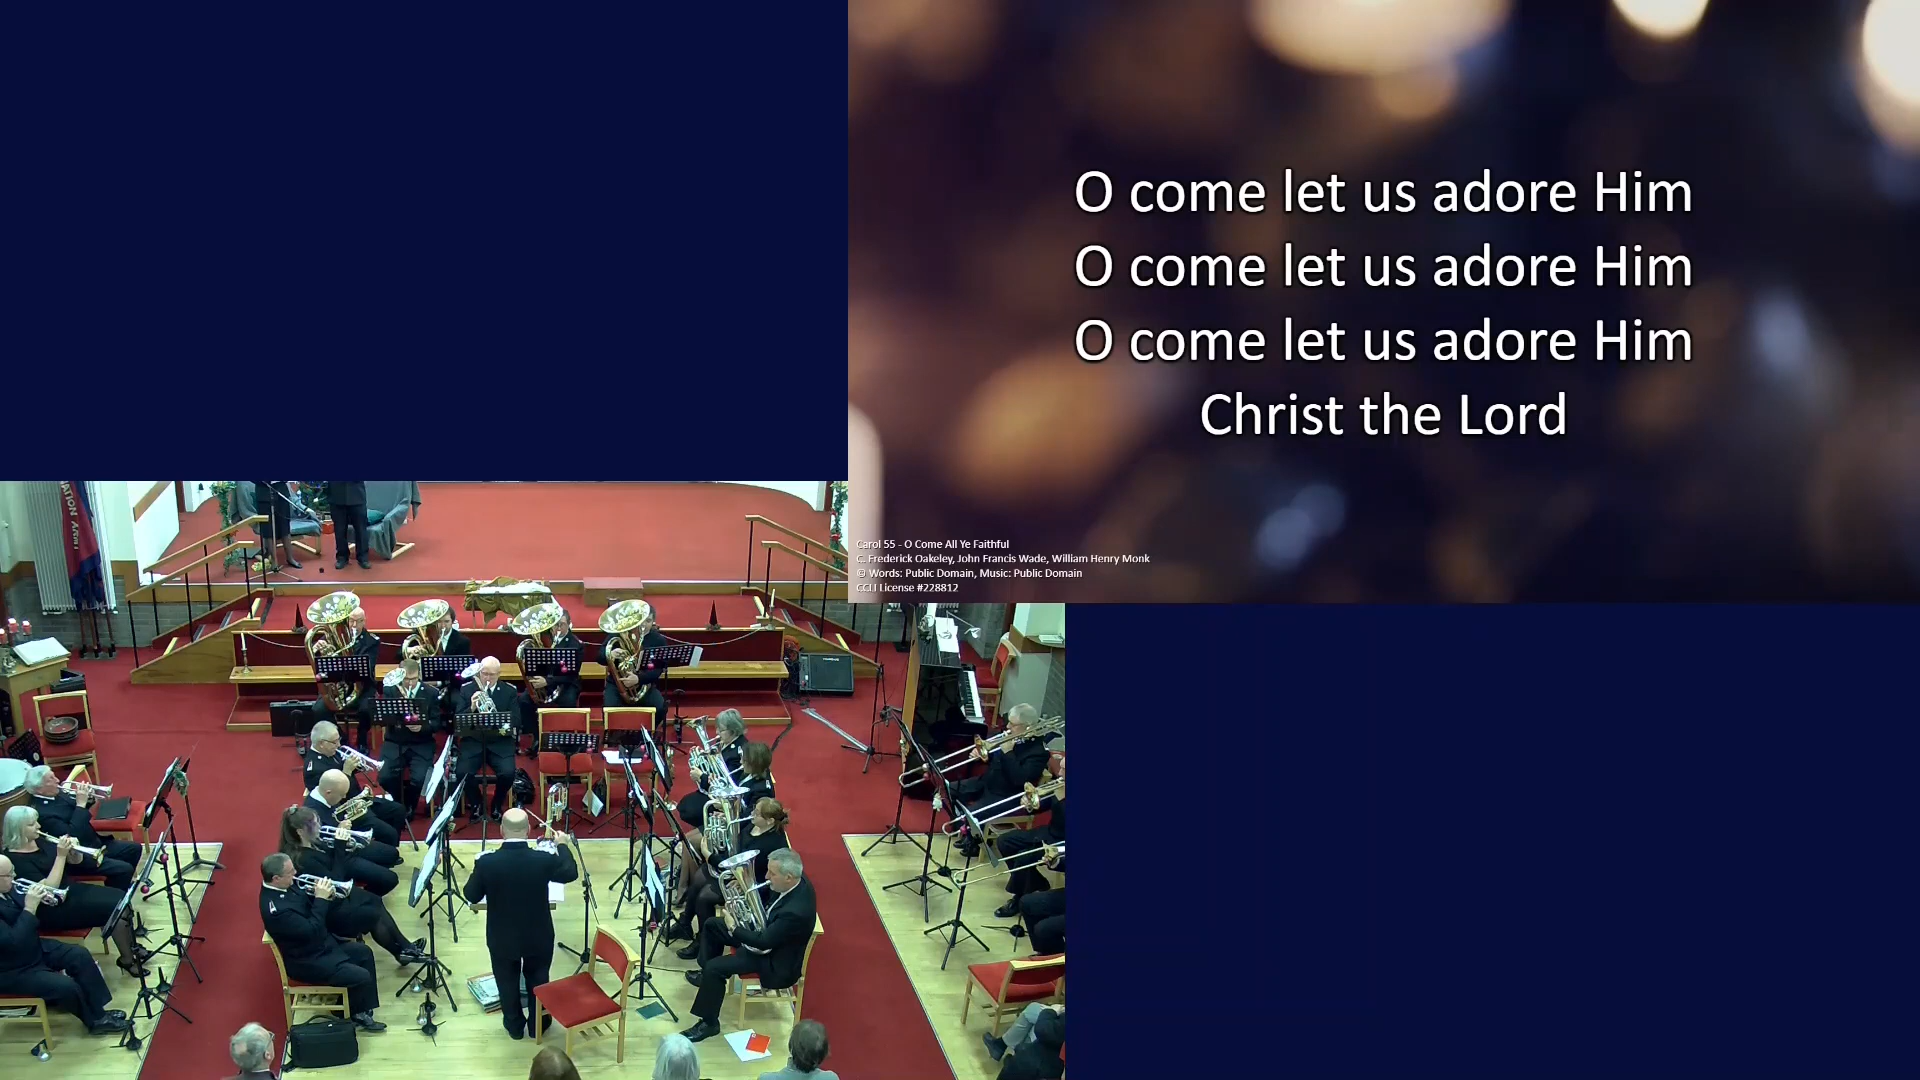 O come let us adore Him
O come let us adore Him
O come let us adore Him
Christ the Lord
Carol 55 - O Come All Ye Faithful
C. Frederick Oakeley, John Francis Wade, William Henry Monk
© Words: Public Domain, Music: Public Domain
CCLI License #228812